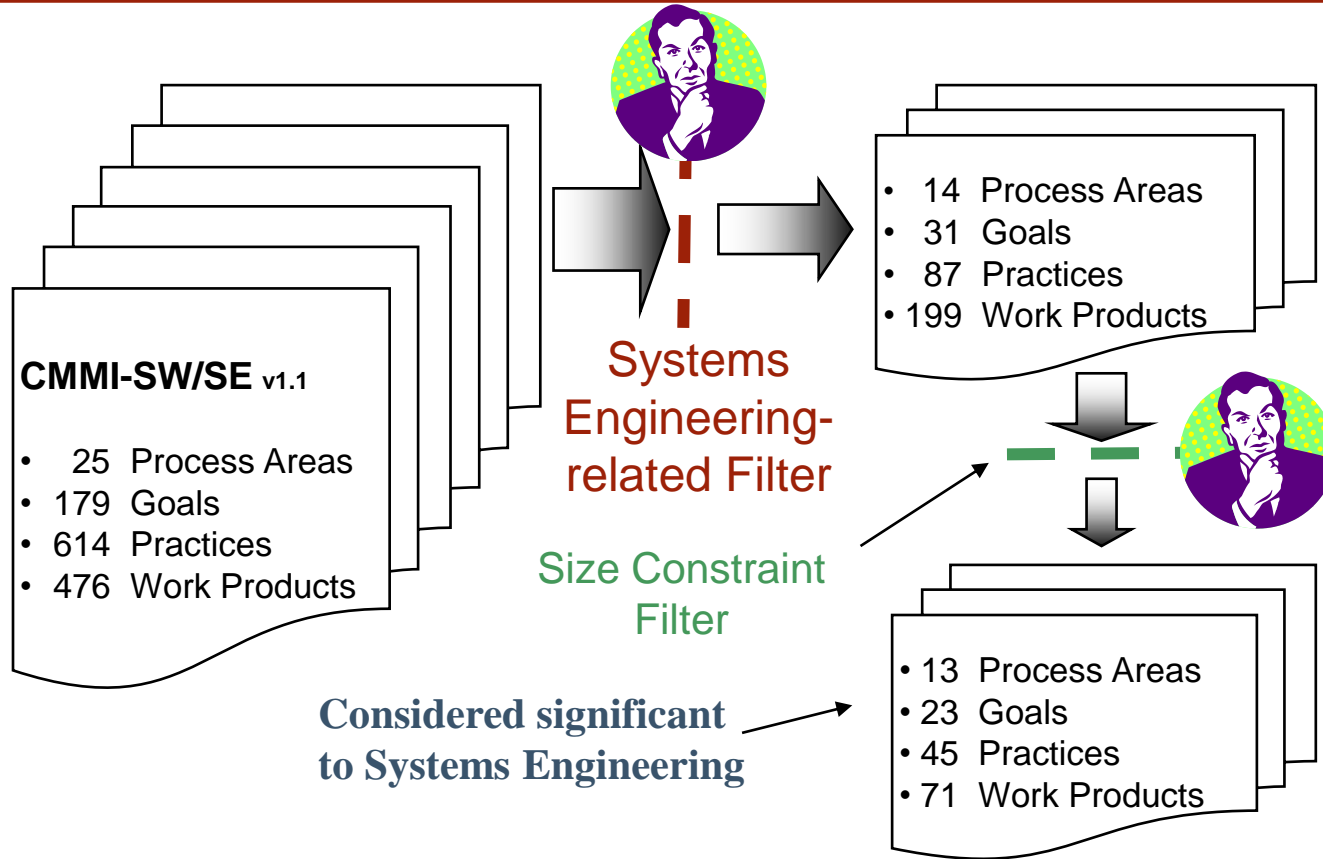 CMMI-SW/SE v1.1
• 25 Process Areas
• 179 Goals
• 614 Practices
• 476 Work Products
Systems
Engineering-
related Filter
• 14 Process Areas
• 31 Goals
• 87 Practices
• 199 Work Products
Size Constraint
Filter
Considered significant
to Systems Engineering
• 13 Process Areas
• 23 Goals
• 45 Practices
• 71 Work Products